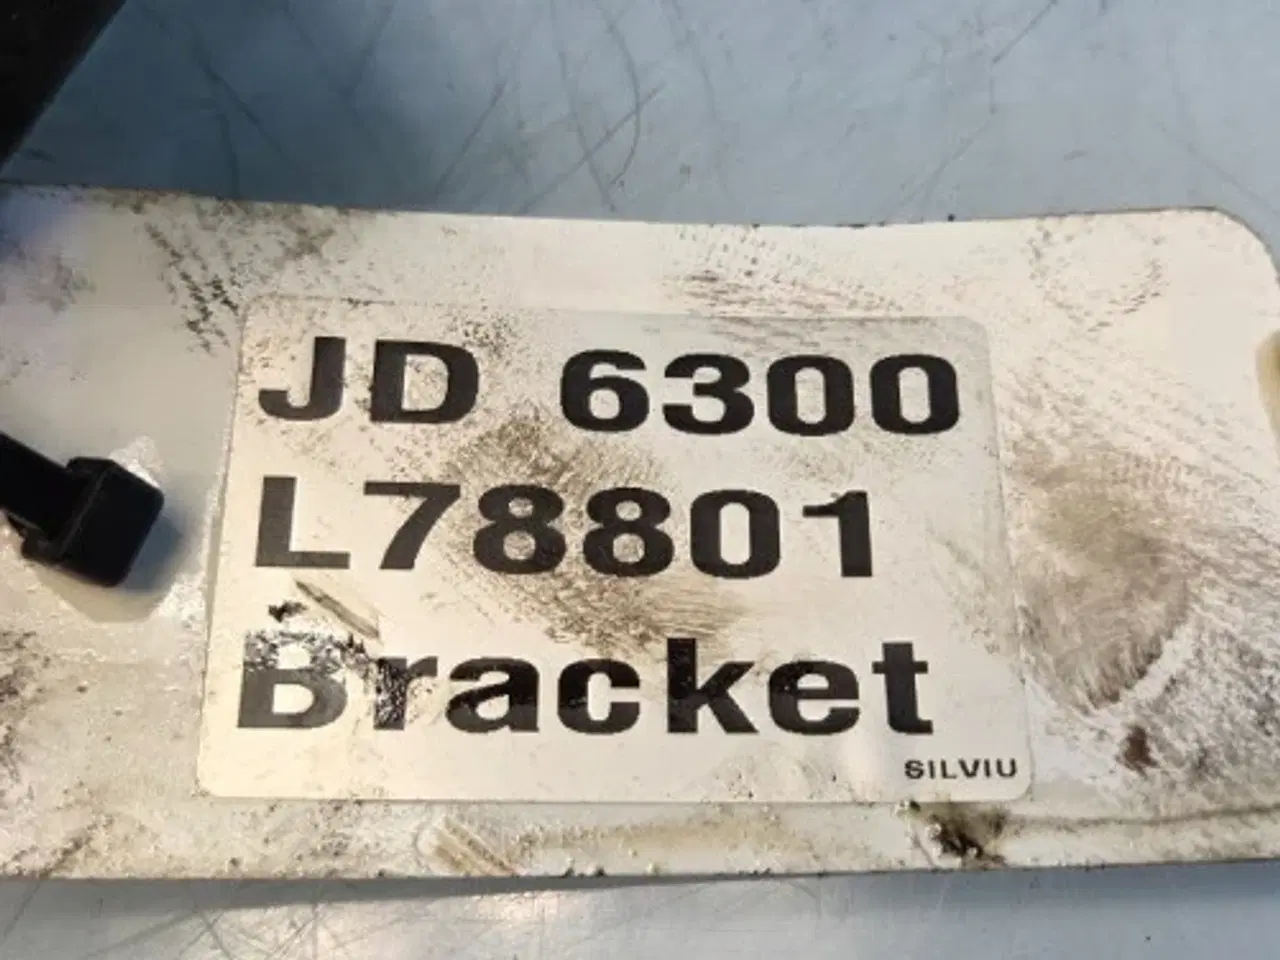 JD 6300
L78801
Bracket
SILVIU